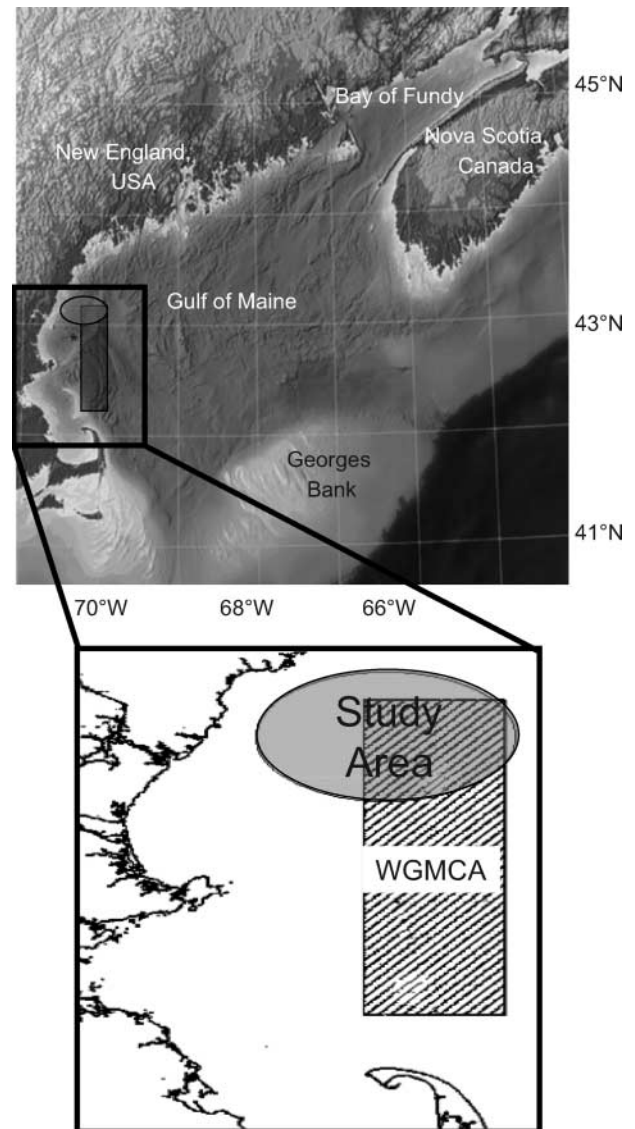 45°N
Bay of Fundy
Nova Scotia,
Canada
New England,
USA
Gulf of Maine
43°N
Georges
Bank
41°N
70°W 68°W 66°W
Study
Area
WGMCA